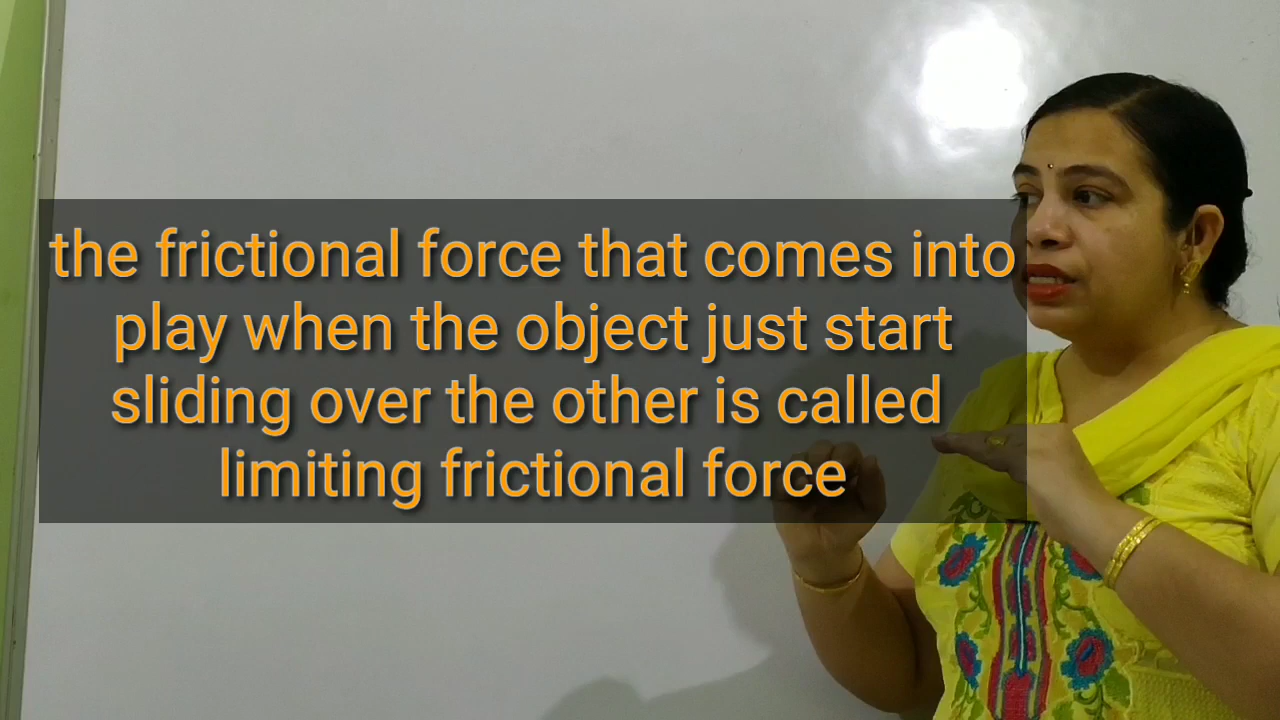 the frictional force that comes into
play when the object just start
sliding over the other is called
limiting frictional force